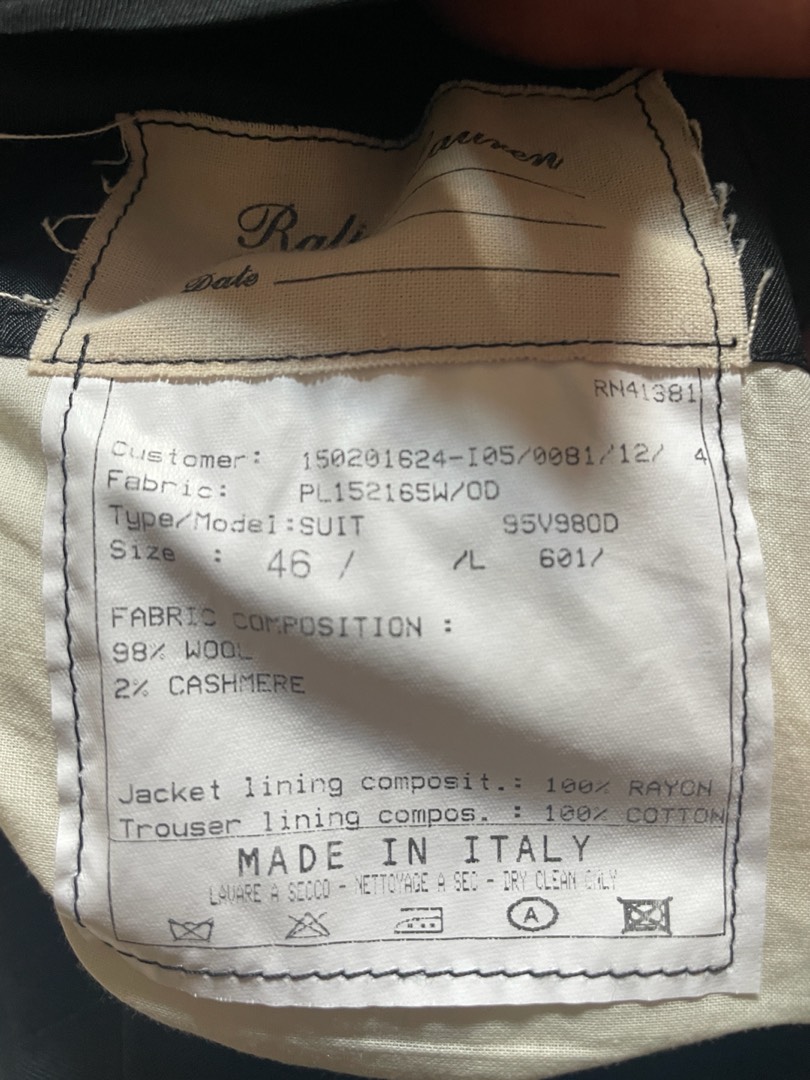 Lauren
Date
RN41381
Customer: 150201624-I05/0081/12/ 4
Fabric: PL152165W/OD
Type/Model:SUIT 95V980D
Size : 46 / /L 601/
FABRIC COMPOSITION :
98% WOOL
2% CASHMERE
Jacket lining composit.: 100% RAYON
Trouser lining compos. : 100% COTTON
MADE IN ITALY
LAVARE A SECCO - NETTOYAGE A SEC - DRY CLEAN ONLY
A